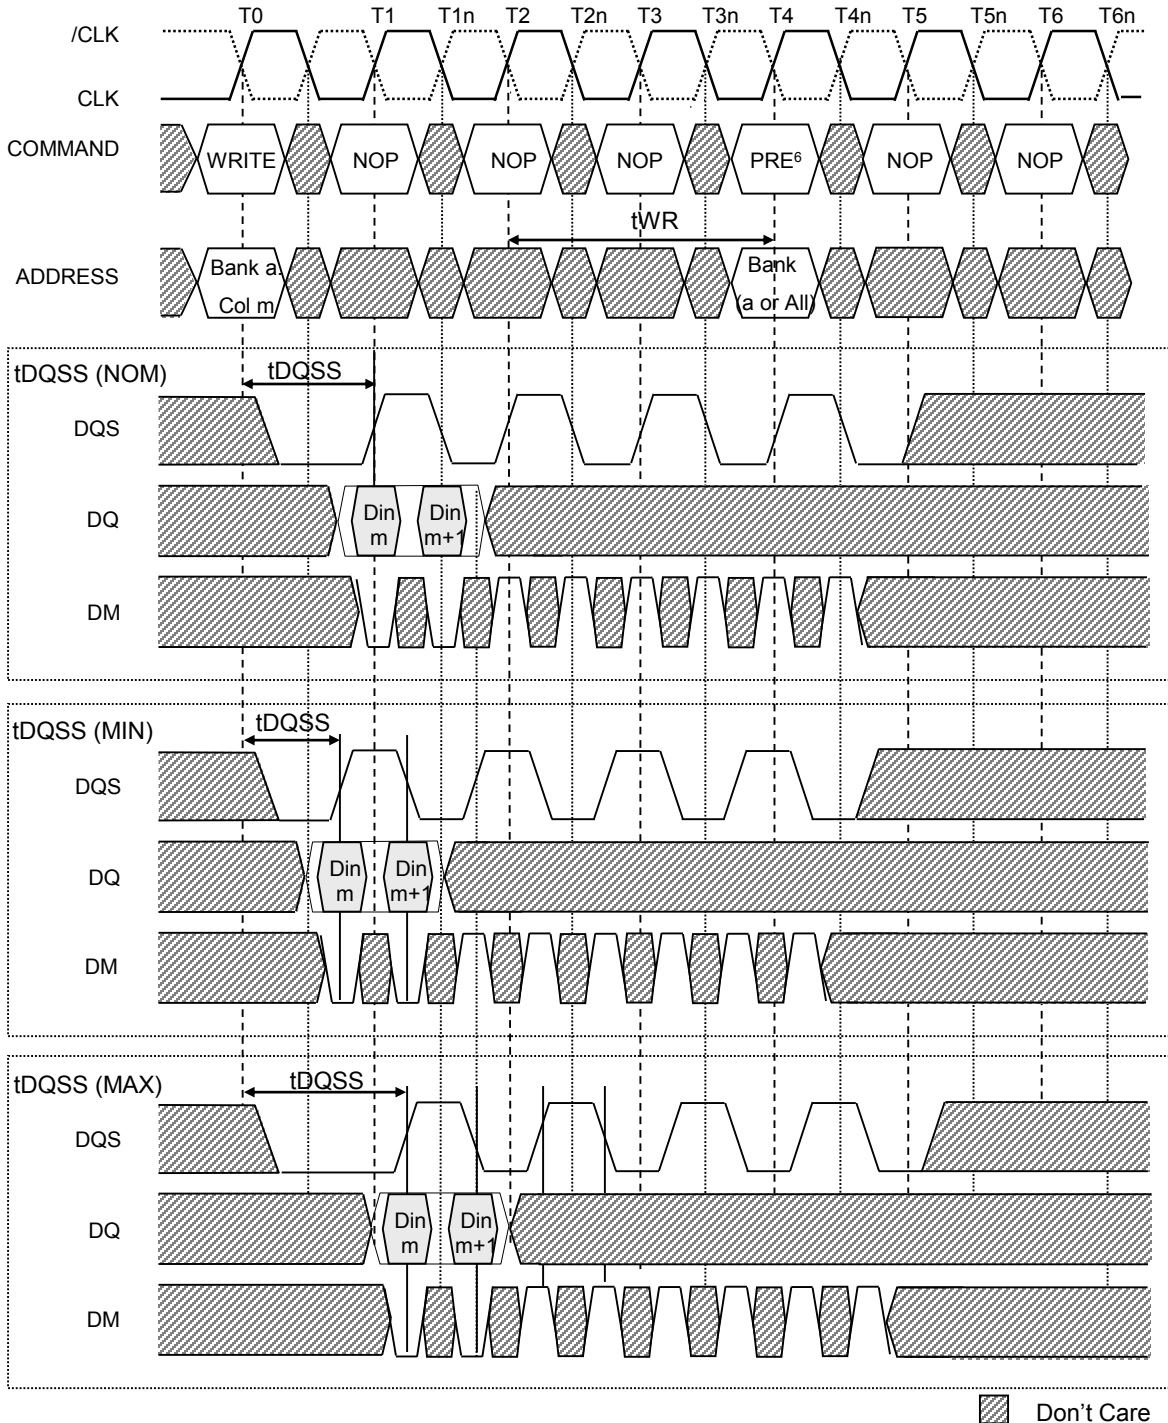 T0 T1 T1n T2 T2n T3 T3n T4 T4n T5 T5n T6 T6n
/CLK
CLK
COMMAND WRITE NOP NOP NOP PRE⁶ NOP NOP
tWR
ADDRESS Bank a. Bank
Col m (a or All)
tDQSS (NOM) tDQSS
DQS
DQ Din Din
m m+1
DM
tDQSS (MIN) tDQSS
DQS
DQ Din Din
m m+1
DM
tDQSS (MAX) tDQSS
DQS
DQ Din Din
m m+1
DM
Don't Care